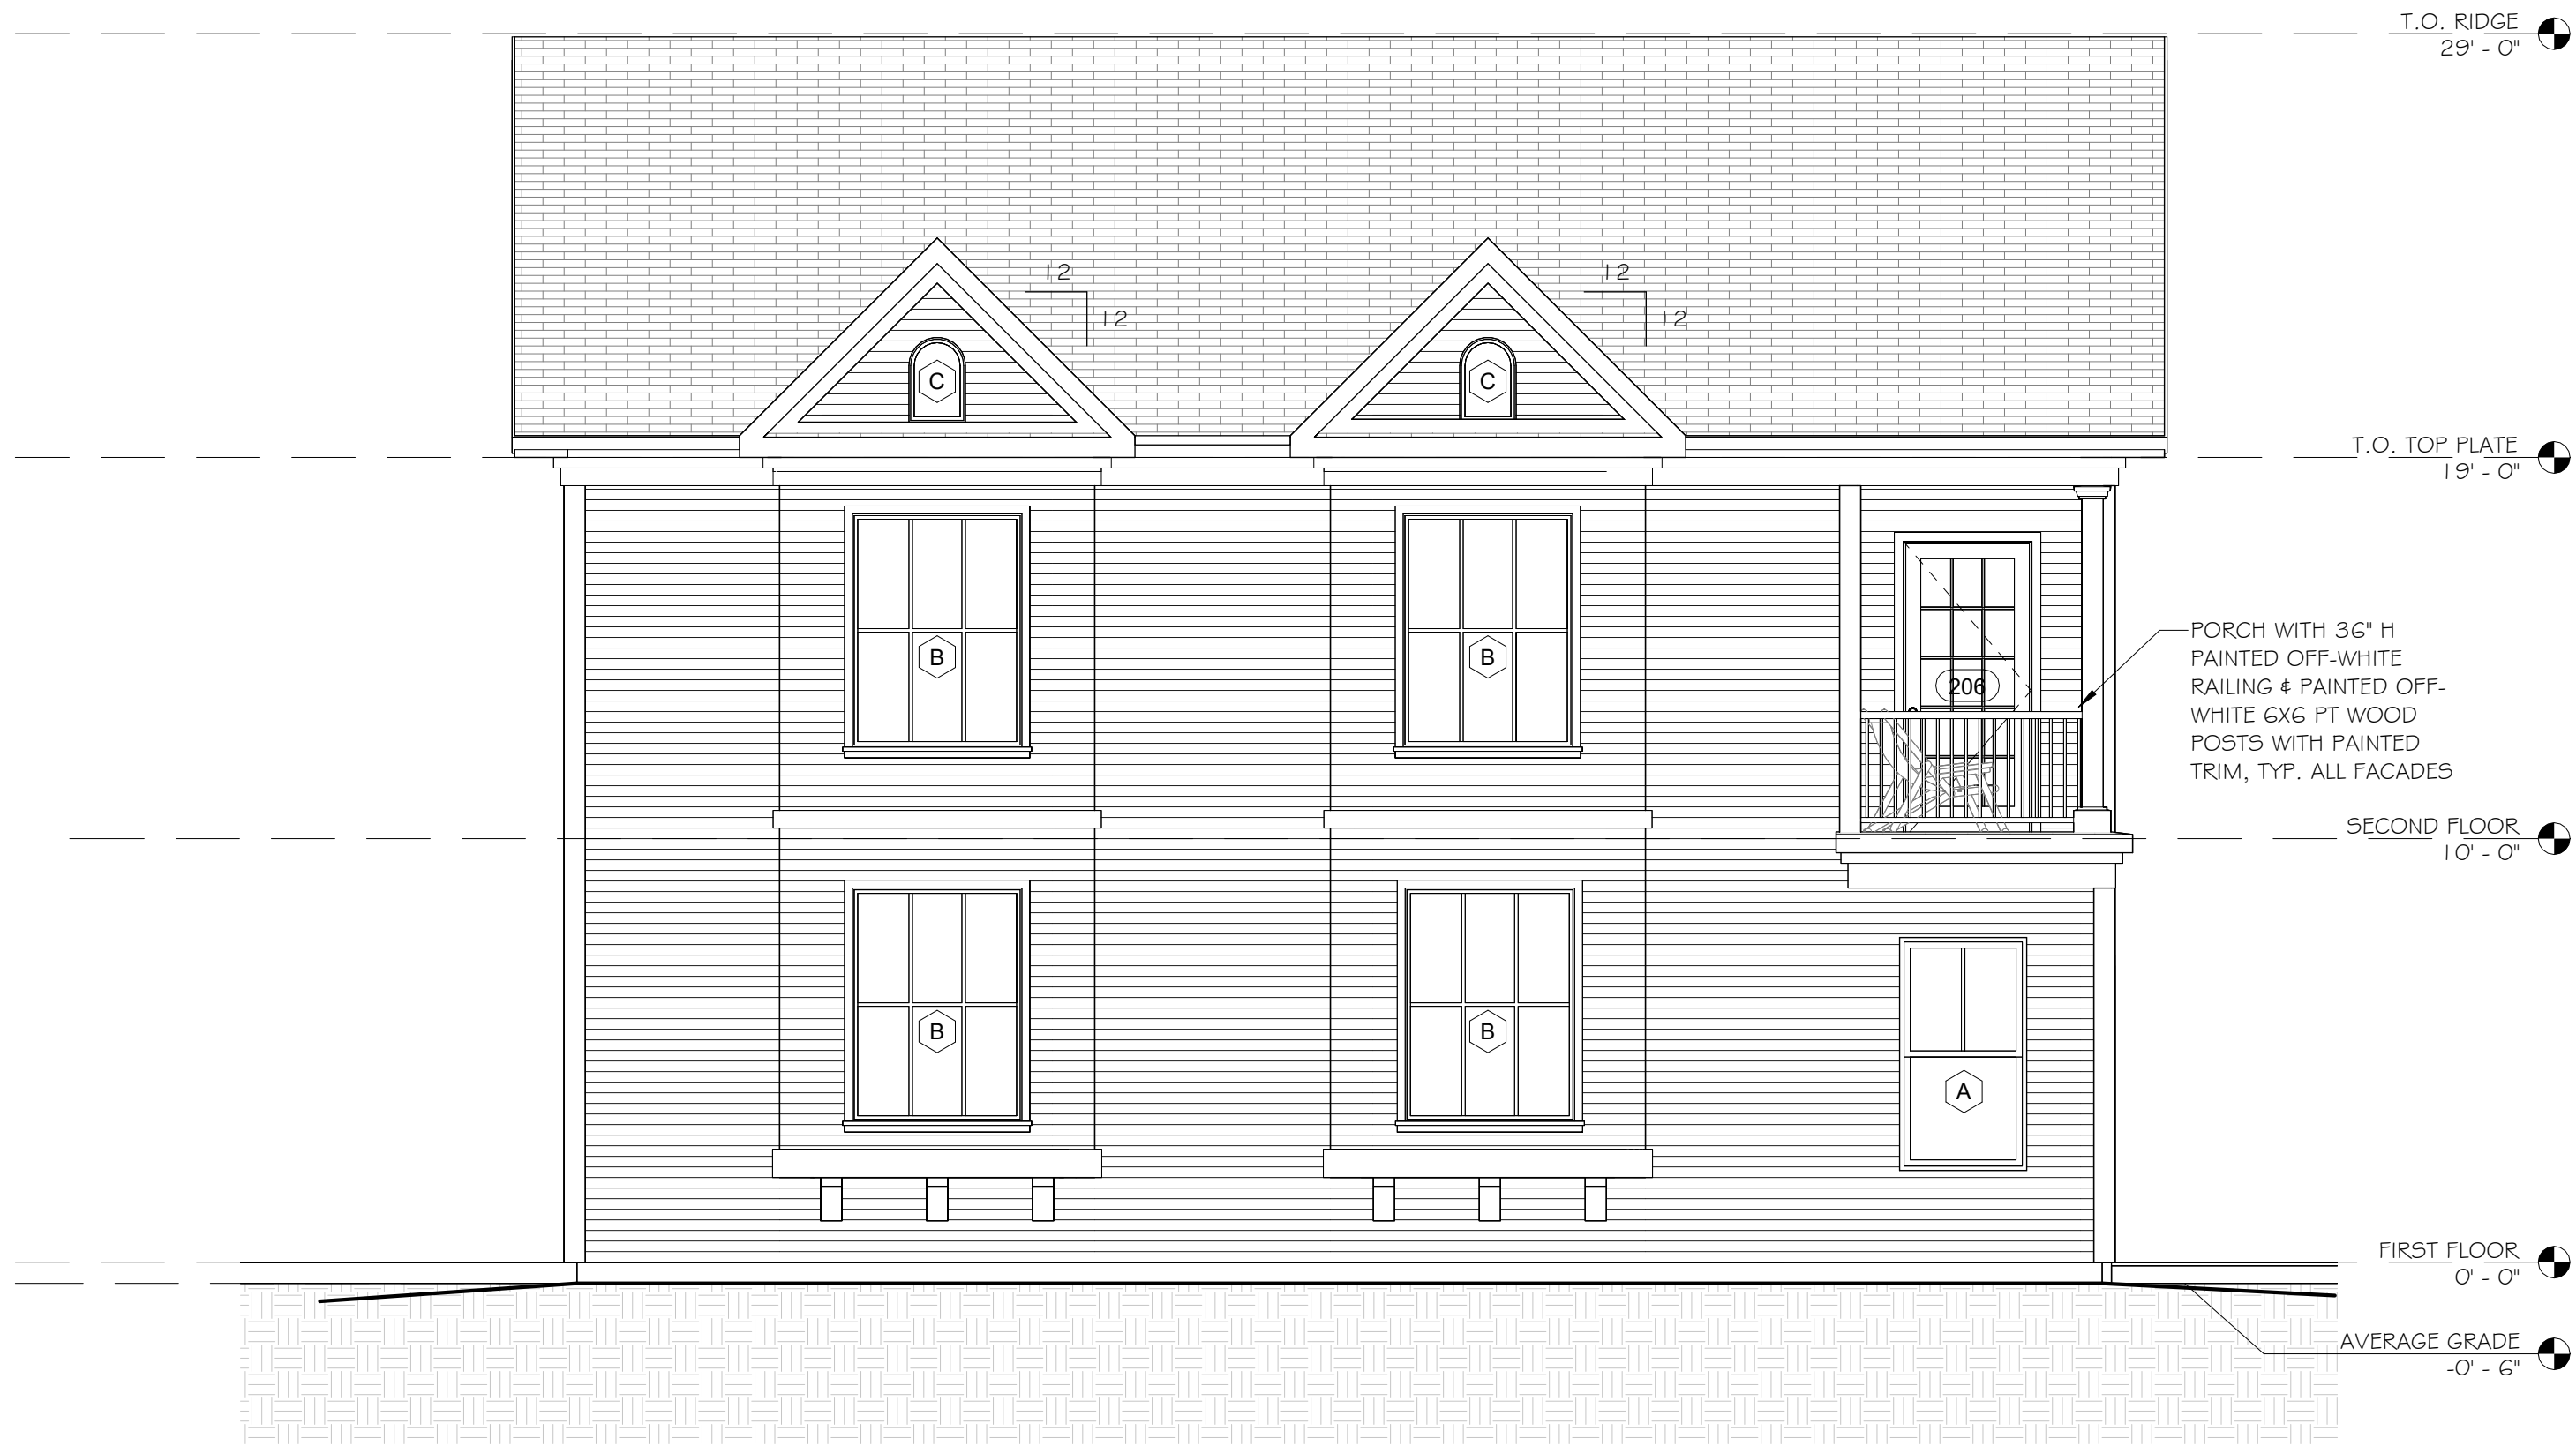 T.O. RIDGE
29' - 0"
12
12
12
12
C
C
T.O. TOP PLATE
19' - 0"
B
B
206
PORCH WITH 36" H
PAINTED OFF-WHITE
RAILING & PAINTED OFF-
WHITE 6X6 PT WOOD
POSTS WITH PAINTED
TRIM, TYP. ALL FACADES
SECOND FLOOR
10' - 0"
B
B
A
FIRST FLOOR
0' - 0"
AVERAGE GRADE
-0' - 6"